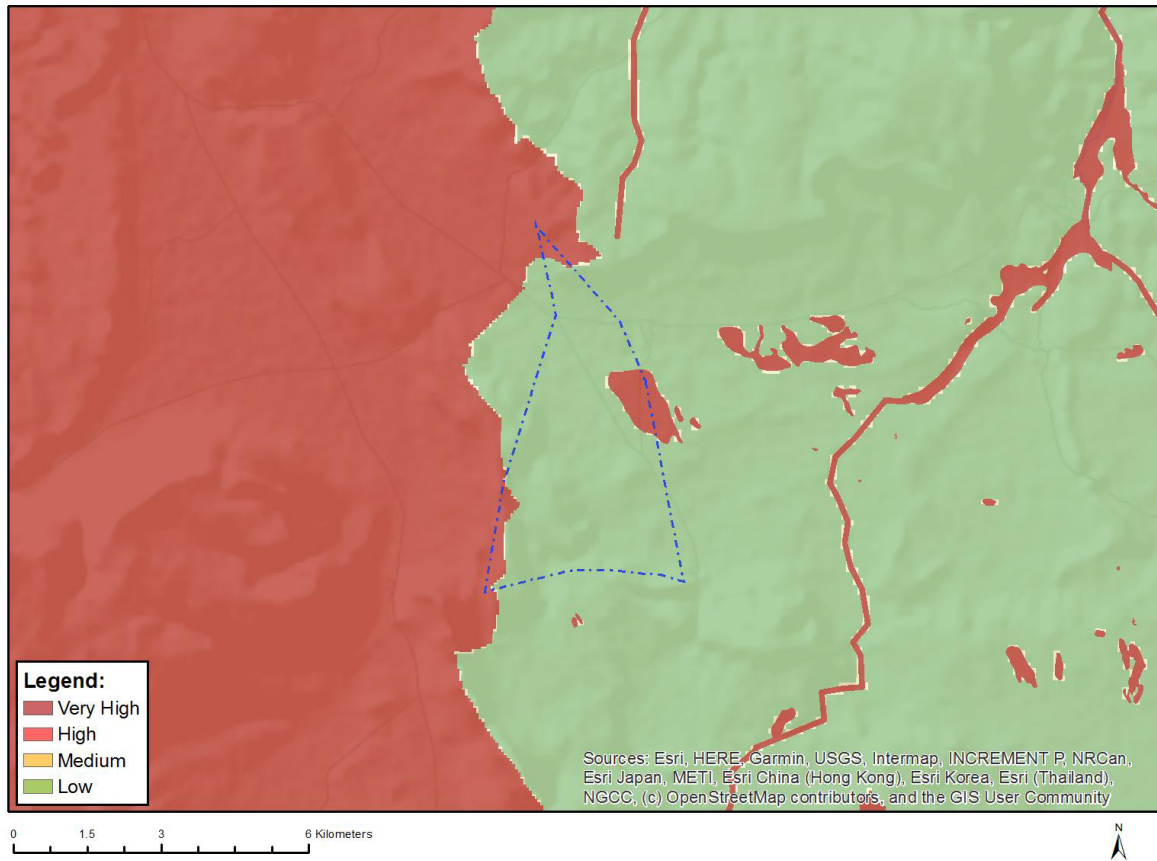 Legend:
Very High
High
Medium
Low
Sources: Esri, HERE, Garmin, USGS, Intermap, INCREMENT P, NRCan,
Esri Japan, METI, Esri China (Hong Kong), Esri Korea, Esri (Thailand),
NGCC, (c) OpenStreetMap contributors, and the GIS User Community
0 1.5 3 6 Kilometers
N